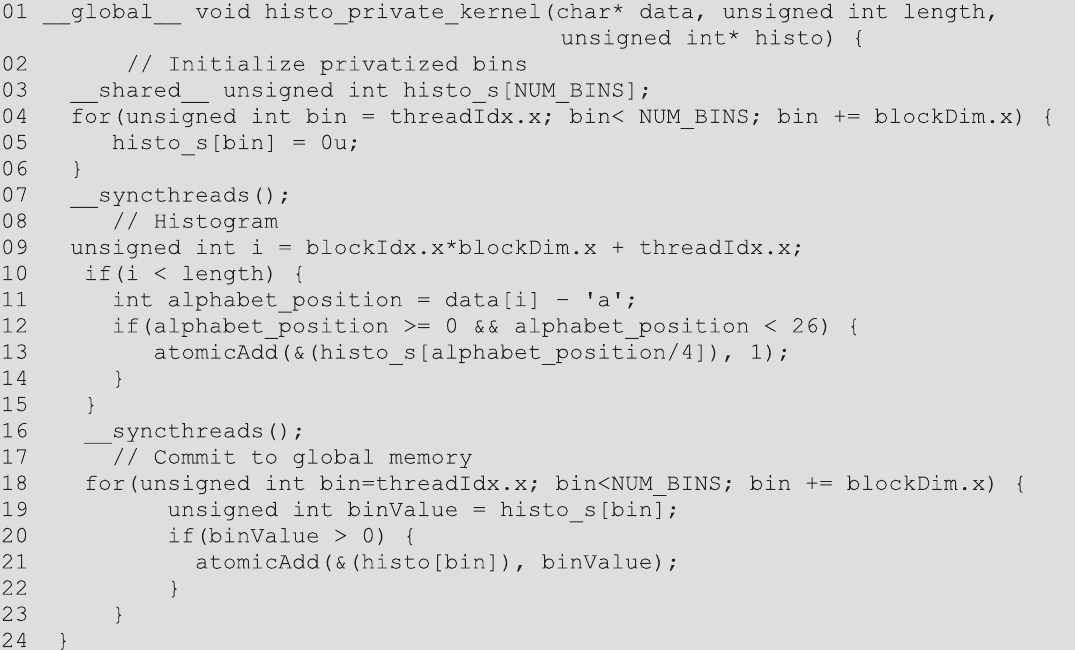 01 __global__ void histo_private_kernel(char* data, unsigned int length,
unsigned int* histo) {
02 // Initialize privatized bins
03 __shared__ unsigned int histo_s[NUM_BINS];
04 for(unsigned int bin = threadIdx.x; bin< NUM_BINS; bin += blockDim.x) {
05 histo_s[bin] = 0u;
06 }
07 __syncthreads();
08 // Histogram
09 unsigned int i = blockIdx.x*blockDim.x + threadIdx.x;
10 if(i < length) {
11 int alphabet_position = data[i] – 'a';
12 if(alphabet_position >= 0 && alphabet_position < 26) {
13 atomicAdd(&(histo_s[alphabet_position/4]), 1);
14 }
15 }
16 __syncthreads();
17 // Commit to global memory
18 for(unsigned int bin=threadIdx.x; bin<NUM_BINS; bin += blockDim.x) {
19 unsigned int binValue = histo_s[bin];
20 if(binValue > 0) {
21 atomicAdd(&(histo[bin]), binValue);
22 }
23 }
24 }